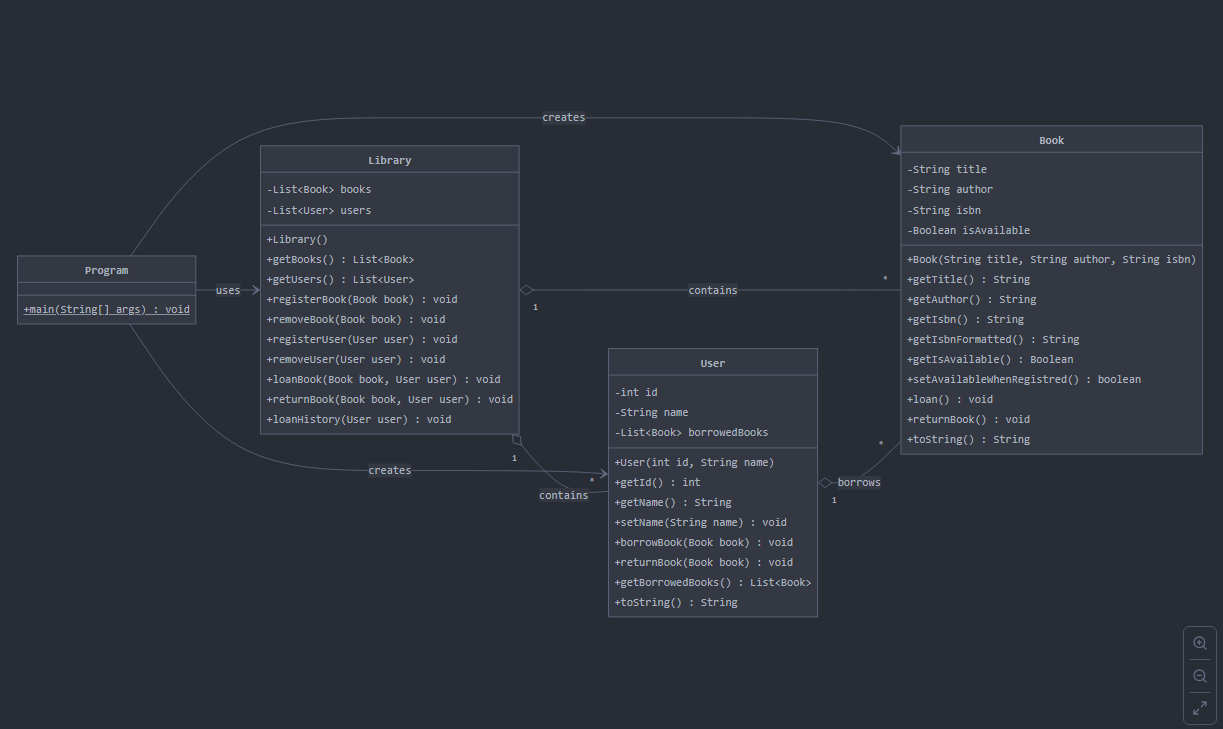 creates
Library
-List<Book> books
-List<User> users
+Library()
+getBooks() : List<Book>
+getUsers() : List<User>
+registerBook(Book book) : void
+removeBook(Book book) : void
+registerUser(User user) : void
+removeUser(User user) : void
+loanBook(Book book, User user) : void
+returnBook(Book book, User user) : void
+loanHistory(User user) : void
Program
+main(String[] args) : void
uses
1
contains
*
Book
-String title
-String author
-String isbn
-Boolean isAvailable
+Book(String title, String author, String isbn)
+getTitle() : String
+getAuthor() : String
+getIsbn() : String
+getIsbnFormatted() : String
+getIsAvailable() : Boolean
+setAvailableWhenRegistred() : boolean
+loan() : void
+returnBook() : void
+toString() : String
User
-int id
-String name
-List<Book> borrowedBooks
+User(int id, String name)
+getId() : int
+getName() : String
+setName(String name) : void
+borrowBook(Book book) : void
+returnBook(Book book) : void
+getBorrowedBooks() : List<Book>
+toString() : String
creates
1
contains
*
*
borrows
1